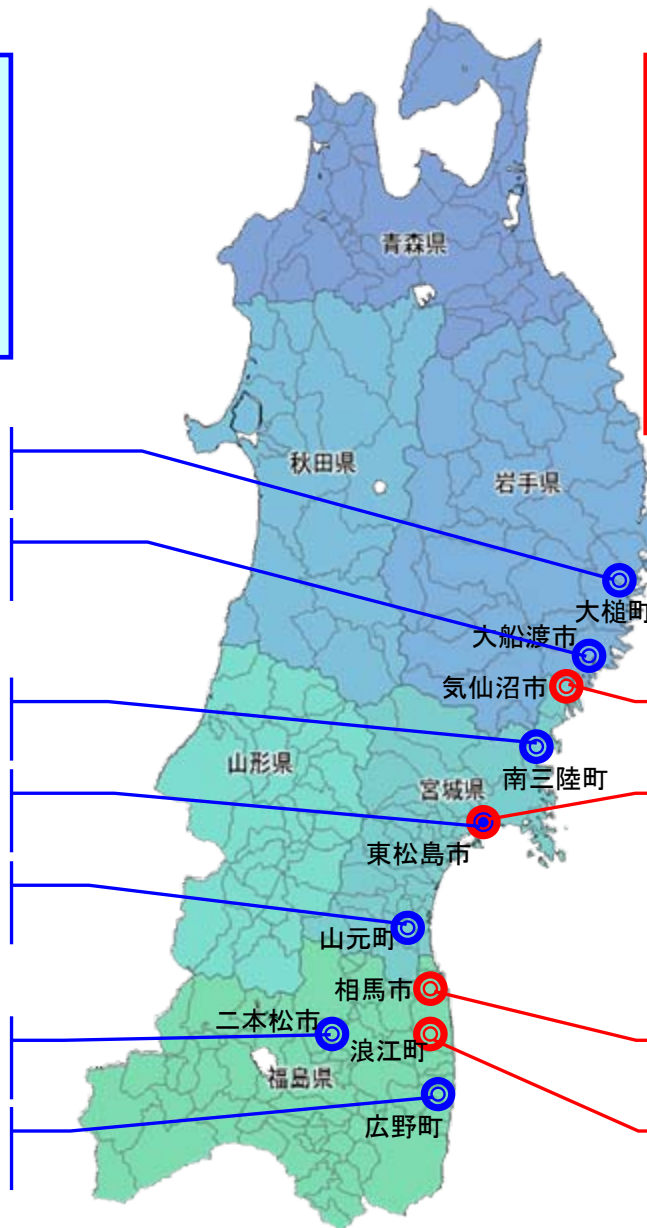 青森県
秋田県
岩手県
大槌町
大船渡市
気仙沼市
山形県
南三陸町
宮城県
東松島市
山元町
相馬市
二本松市
浪江町
福島県
広野町